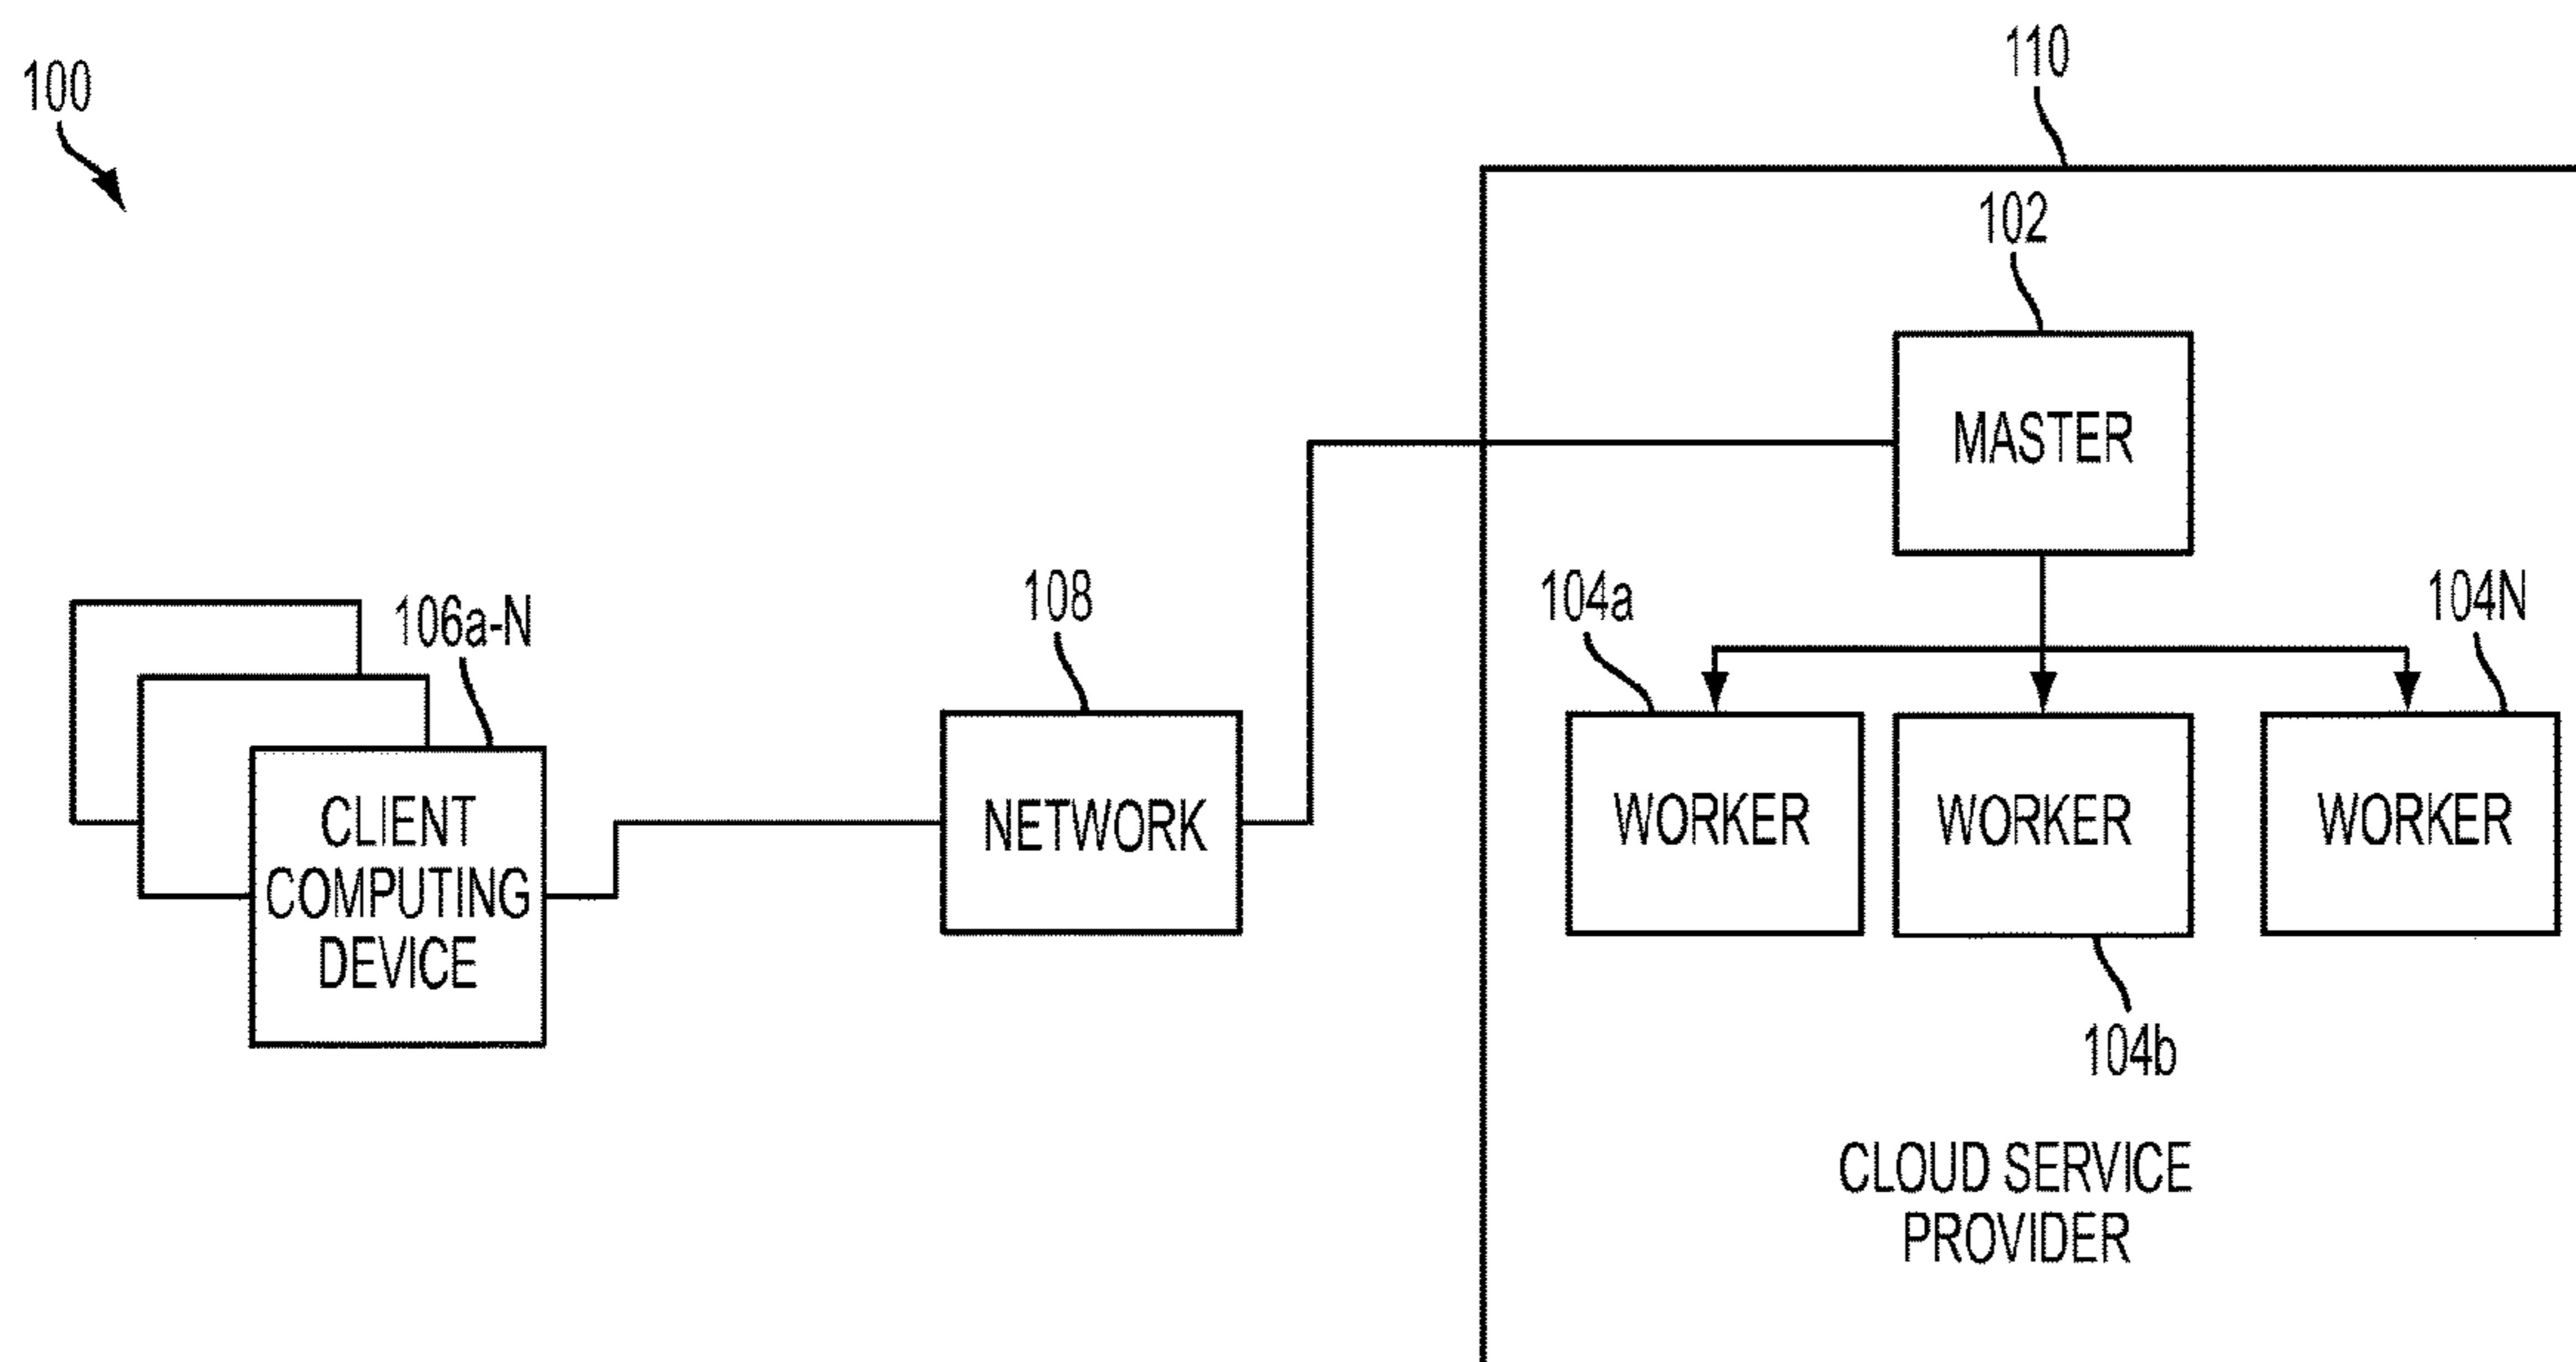 100
110
102
MASTER
106a-N
108
104a
104N
CLIENT
COMPUTING
DEVICE
NETWORK
WORKER
WORKER
WORKER
104b
CLOUD SERVICE
PROVIDER